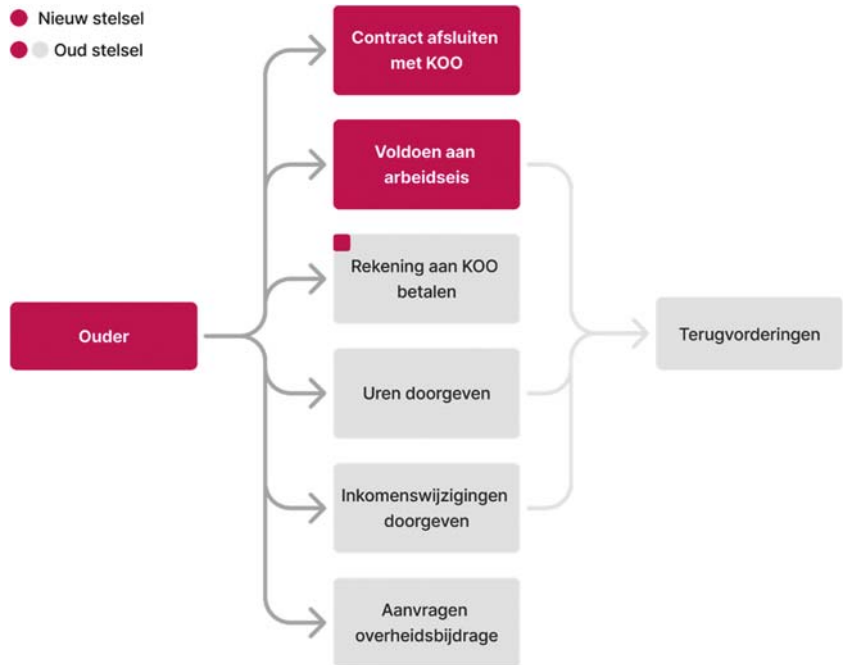 Nieuw stelsel
Oud stelsel
Contract afsluiten
met KOO
Voldoen aan
arbeidseis
Rekening aan KOO
betalen
Ouder
Terugvorderingen
Uren doorgeven
Inkomenswijzigingen
doorgeven
Aanvragen
overheidsbijdrage